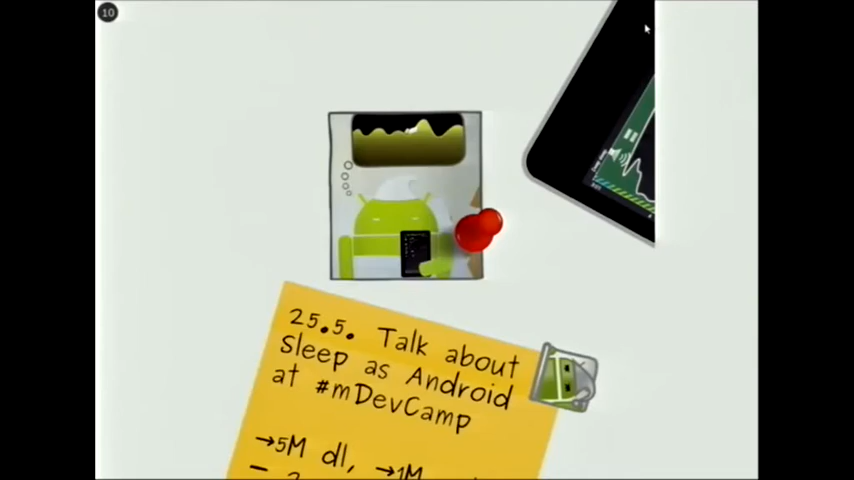 10
25.5. Talk about
Sleep as Android
at #mDevCamp
→5M dl, →1M